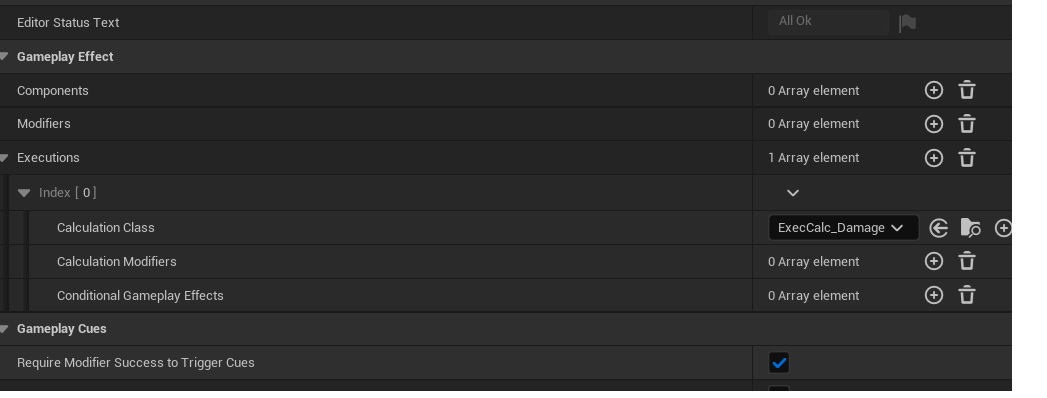 Editor Status Text All Ok
Gameplay Effect
Components 0 Array element
Modifiers 0 Array element
Executions 1 Array element
Index [ 0 ]
Calculation Class ExecCalc_Damage
Calculation Modifiers 0 Array element
Conditional Gameplay Effects 0 Array element
Gameplay Cues
Require Modifier Success to Trigger Cues